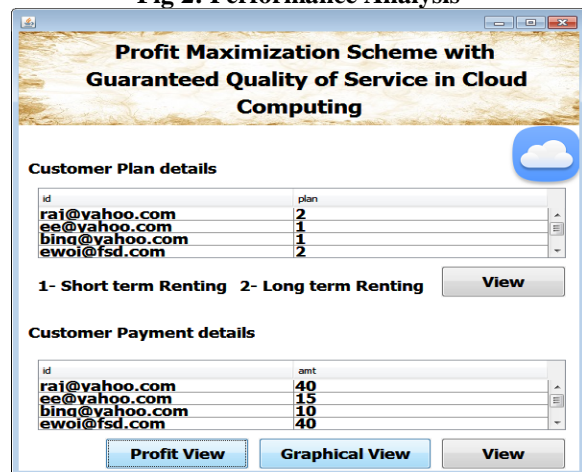 Fig 2: Performance Analysis
Profit Maximization Scheme with
Guaranteed Quality of Service in Cloud
Computing
Customer Plan details
id plan
raj@yahoo.com 2
ee@yahoo.com 1
bing@yahoo.com 1
ewoi@fsd.com 2
1- Short term Renting 2- Long term Renting View
Customer Payment details
id amt
raj@yahoo.com 40
ee@yahoo.com 15
bing@yahoo.com 10
ewoi@fsd.com 40
Profit View Graphical View View